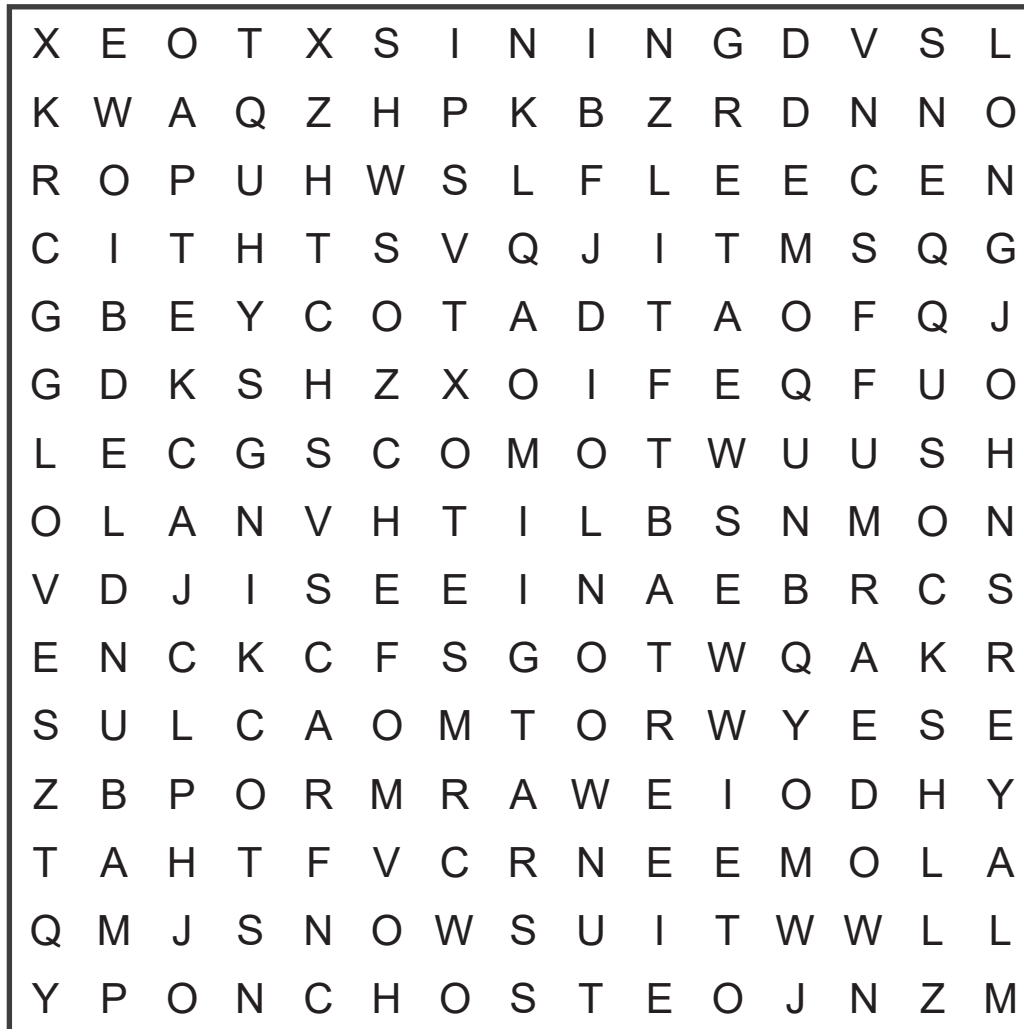 X E O T X S I N I N G D V S L
K W A Q Z H P K B Z R D N N O
R O P U H W S L F L E E C E N
C I T H T S V Q J I T M S Q G
G B E Y C O T A D T A O F Q J
G D K S H Z X O I F E Q F U O
L E C G S C O M O T W U U S H
O L A N V H T I L B S N M O N
V D J I S E E I N A E B R C S
E N C K C F S G O T W Q A K R
S U L C A O M T O R W Y E S E
Z B P O R M R A W E I O D H Y
T A H T F V C R N E E M O L A
Q M J S N O W S U I T W W L L
Y P O N C H O S T E O J N Z M